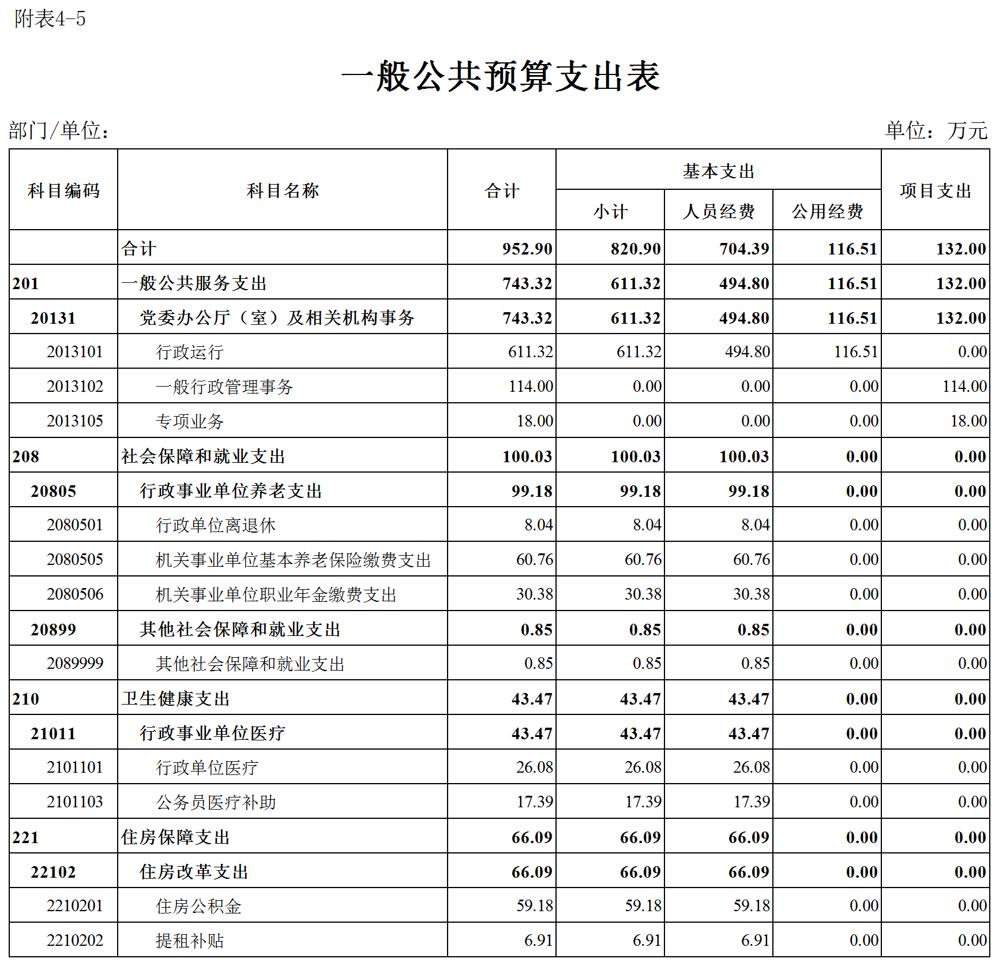 附表4-5
一般公共预算支出表
部门/单位： 单位：万元
科目编码 科目名称 合计 基本支出 项目支出
小计 人员经费 公用经费
合计 952.90 820.90 704.39 116.51 132.00
201 一般公共服务支出 743.32 611.32 494.80 116.51 132.00
20131 党委办公厅（室）及相关机构事务 743.32 611.32 494.80 116.51 132.00
2013101 行政运行 611.32 611.32 494.80 116.51 0.00
2013102 一般行政管理事务 114.00 0.00 0.00 0.00 114.00
2013105 专项业务 18.00 0.00 0.00 0.00 18.00
208 社会保障和就业支出 100.03 100.03 100.03 0.00 0.00
20805 行政事业单位养老支出 99.18 99.18 99.18 0.00 0.00
2080501 行政单位离退休 8.04 8.04 8.04 0.00 0.00
2080505 机关事业单位基本养老保险缴费支出 60.76 60.76 60.76 0.00 0.00
2080506 机关事业单位职业年金缴费支出 30.38 30.38 30.38 0.00 0.00
20899 其他社会保障和就业支出 0.85 0.85 0.85 0.00 0.00
2089999 其他社会保障和就业支出 0.85 0.85 0.85 0.00 0.00
210 卫生健康支出 43.47 43.47 43.47 0.00 0.00
21011 行政事业单位医疗 43.47 43.47 43.47 0.00 0.00
2101101 行政单位医疗 26.08 26.08 26.08 0.00 0.00
2101103 公务员医疗补助 17.39 17.39 17.39 0.00 0.00
221 住房保障支出 66.09 66.09 66.09 0.00 0.00
22102 住房改革支出 66.09 66.09 66.09 0.00 0.00
2210201 住房公积金 59.18 59.18 59.18 0.00 0.00
2210202 提租补贴 6.91 6.91 6.91 0.00 0.00